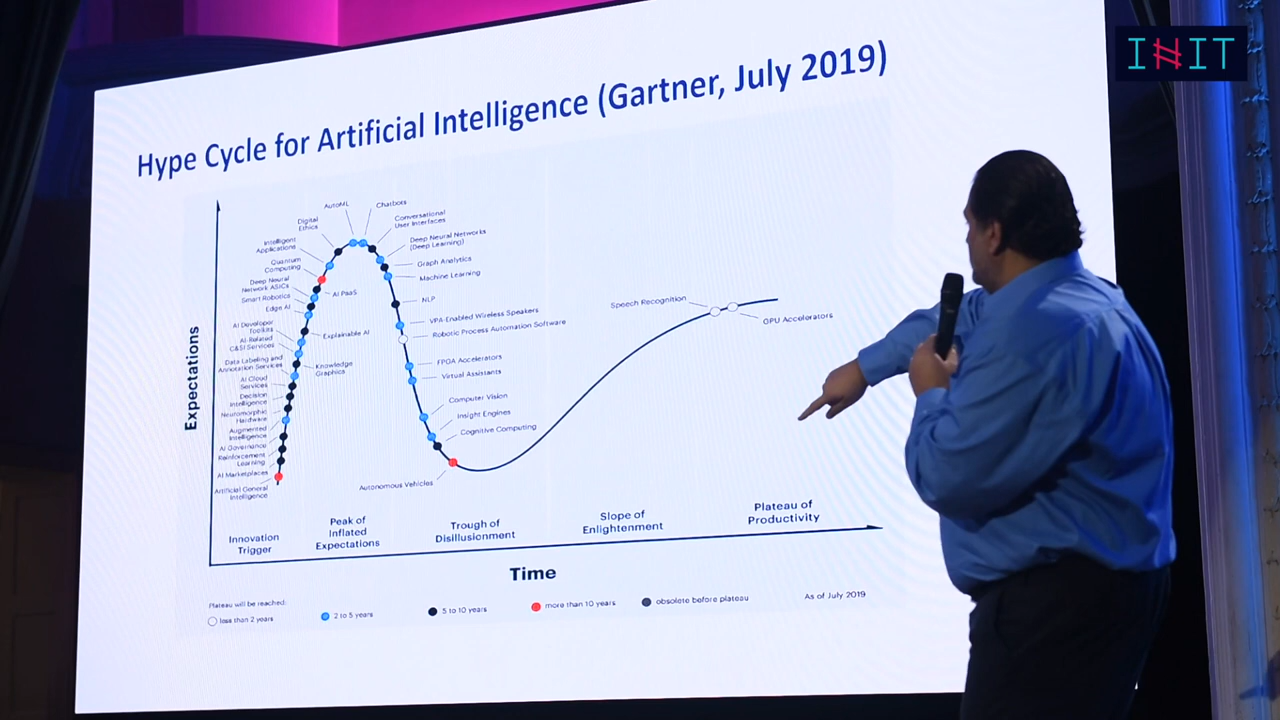 INIT
Hype Cycle for Artificial Intelligence (Gartner, July 2019)
Expectations
AutoML
Chatbots
Digital
Ethics
Conversational
User Interfaces
Intelligent
Applications
Deep Neural Networks
(Deep Learning)
Quantum
Computing
Graph Analytics
Deep Neural
Network ASICs
Machine Learning
Smart Robotics
AI PaaS
NLP
Edge AI
VPA-Enabled Wireless Speakers
Robotic Process Automation Software
AI Developer
Toolkits
Explainable AI
AI-Related
C&SI Services
FPGA Accelerators
Data Labeling and
Annotation Services
Knowledge
Graphics
Virtual Assistants
AI Cloud
Services
Decision
Intelligence
Computer Vision
Neuromorphic
Hardware
Insight Engines
Augmented
Intelligence
Cognitive Computing
AI Governance
Reinforcement
Learning
AI Marketplaces
Artificial General
Intelligence
Autonomous Vehicles
Speech Recognition
GPU Accelerators
Innovation
Trigger
Peak of
Inflated
Expectations
Trough of
Disillusionment
Slope of
Enlightenment
Plateau of
Productivity
Time
Plateau will be reached:
less than 2 years
2 to 5 years
5 to 10 years
more than 10 years
obsolete before plateau
As of July 2019